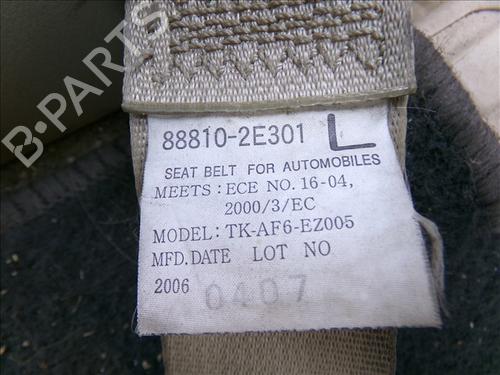 B-PARTS
88810-2E301 L
SEAT BELT FOR AUTOMOBILES
MEETS : ECE NO. 16-04,
2000/3/EC
MODEL: TK-AF6-EZ005
MFD.DATE LOT NO
2006 0407